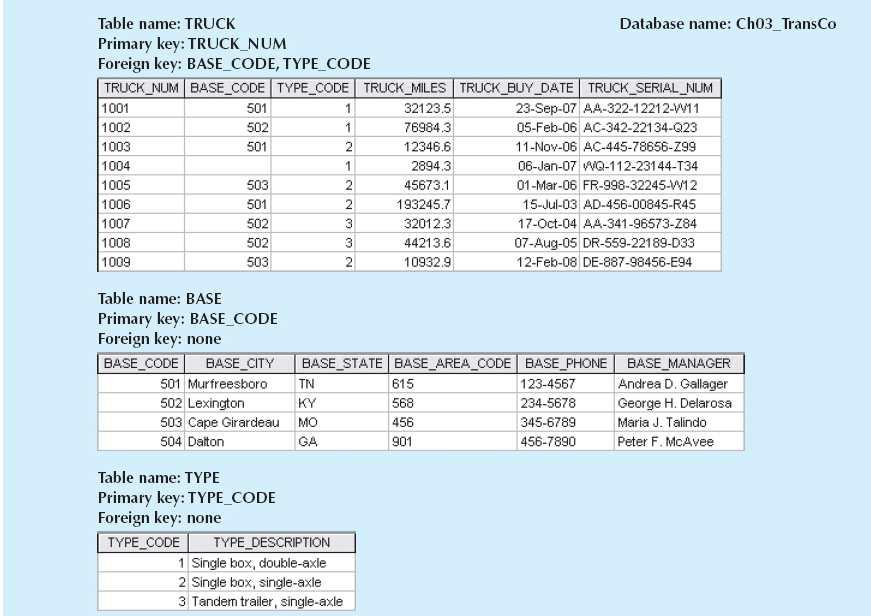 Table name: TRUCK Database name: Ch03_TransCo
Primary key: TRUCK_NUM
Foreign key: BASE_CODE, TYPE_CODE
TRUCK_NUM BASE_CODE TYPE_CODE TRUCK_MILES TRUCK_BUY_DATE TRUCK_SERIAL_NUM
1001 501 1 32123.5 23-Sep-07 AA-322-12212-W11
1002 502 1 76984.3 05-Feb-06 AC-342-22134-Q23
1003 501 2 12346.6 11-Nov-06 AC-445-78656-Z99
1004 1 2894.3 06-Jan-07 WQ-112-23144-T34
1005 503 2 45673.1 01-Mar-06 FR-998-32245-W12
1006 501 2 193245.7 15-Jul-03 AD-456-00845-R45
1007 502 3 32012.3 17-Oct-04 AA-341-96573-Z84
1008 502 3 44213.6 07-Aug-05 DR-559-22189-D33
1009 503 2 10932.9 12-Feb-08 DE-887-98456-E94
Table name: BASE
Primary key: BASE_CODE
Foreign key: none
BASE_CODE BASE_CITY BASE_STATE BASE_AREA_CODE BASE_PHONE BASE_MANAGER
501 Murfreesboro TN 615 123-4567 Andrea D. Gallager
502 Lexington KY 568 234-5678 George H. Delarosa
503 Cape Girardeau MO 456 345-6789 Maria J. Talindo
504 Dalton GA 901 456-7890 Peter F. McAvee
Table name: TYPE
Primary key: TYPE_CODE
Foreign key: none
TYPE_CODE TYPE_DESCRIPTION
1 Single box, double-axle
2 Single box, single-axle
3 Tandem trailer, single-axle